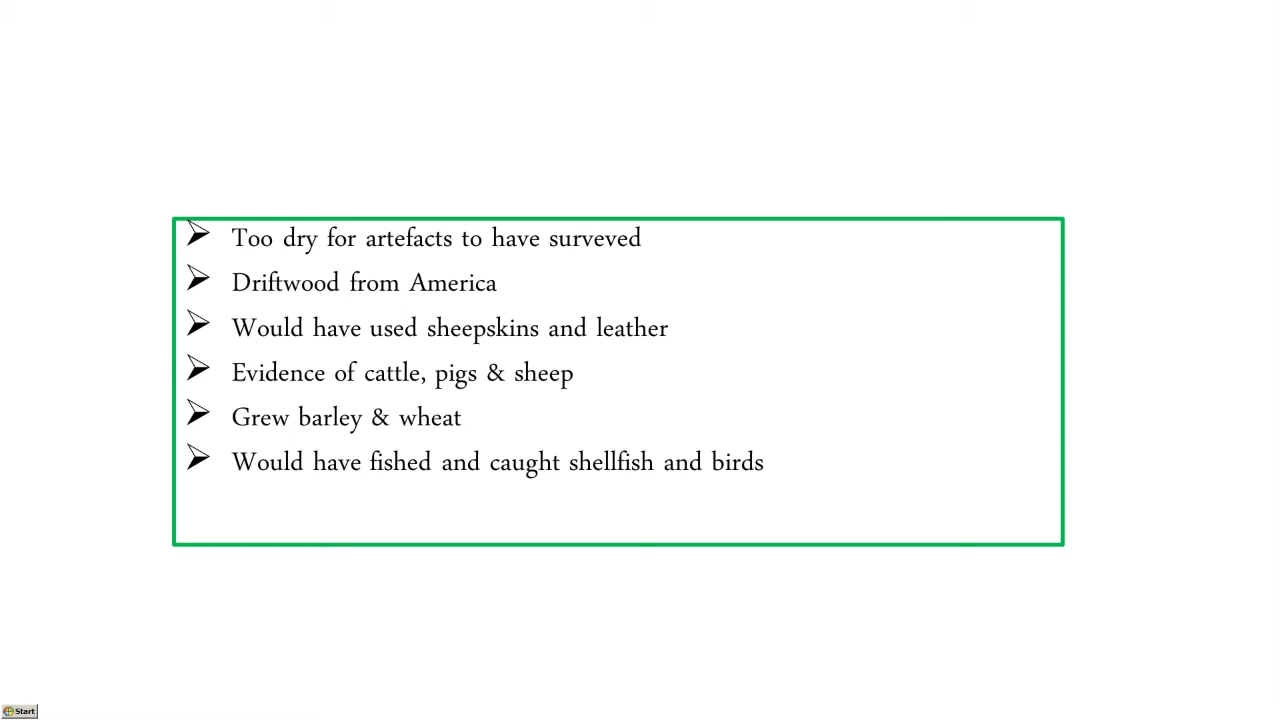 Too dry for artefacts to have surveved
Driftwood from America
Would have used sheepskins and leather
Evidence of cattle, pigs & sheep
Grew barley & wheat
Would have fished and caught shellfish and birds
Start